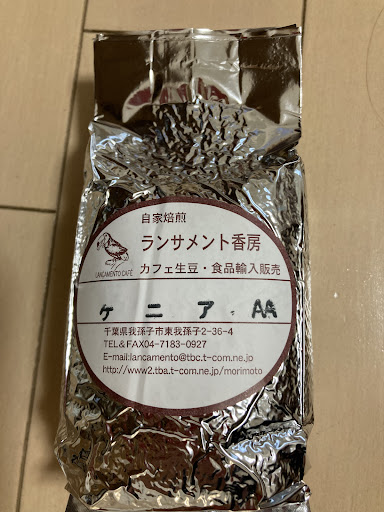 自家焙煎
ランサメント香房
LANCAMENTO CAFÉ
カフェ生豆・食品輸入販売
ケニア・AA
千葉県我孫子市東我孫子2-36-4
TEL&FAX04-7183-0927
E-mail:lancamento@tbc.t-com.ne.jp
http://www2.tba.t-com.ne.jp/morimoto